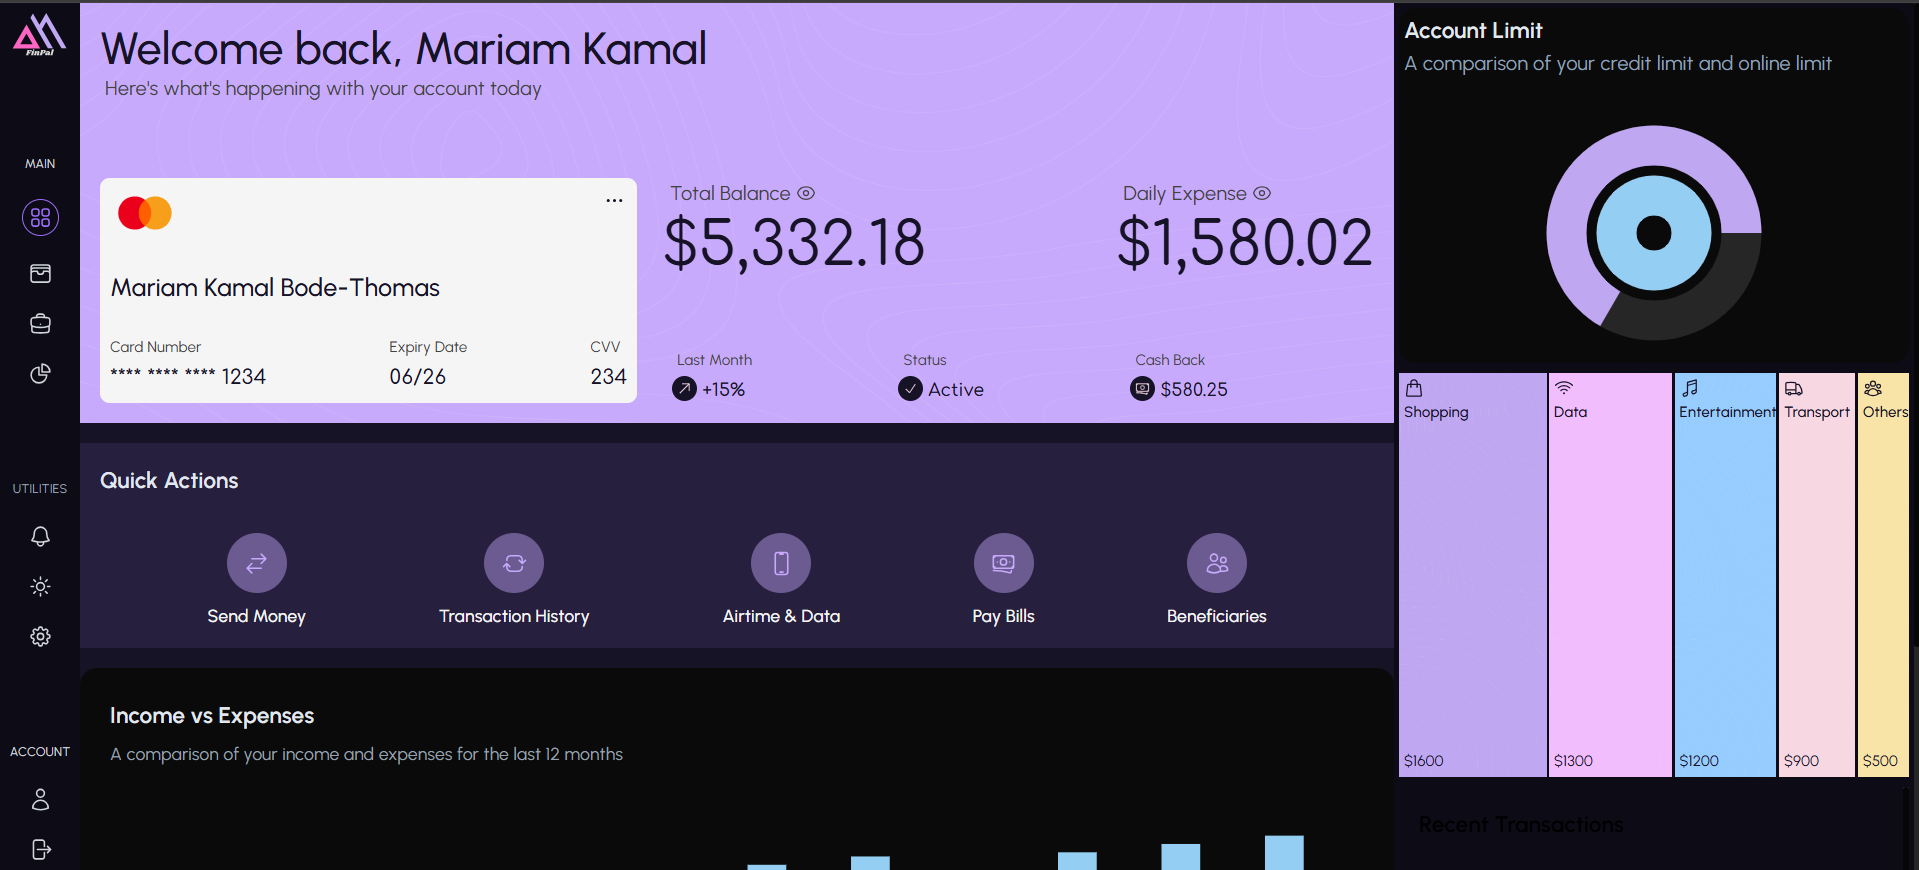 FinPal
MAIN
UTILITIES
ACCOUNT
Welcome back, Mariam Kamal
Here's what's happening with your account today
Mariam Kamal Bode-Thomas
Card Number
Expiry Date
CVV
**** **** **** 1234
06/26
234
Total Balance
$5,332.18
Daily Expense
$1,580.02
Last Month
+15%
Status
Active
Cash Back
$580.25
Quick Actions
Send Money
Transaction History
Airtime & Data
Pay Bills
Beneficiaries
Income vs Expenses
A comparison of your income and expenses for the last 12 months
Account Limit
A comparison of your credit limit and online limit
Shopping
$1600
Data
$1300
Entertainment
$1200
Transport
$900
Others
$500
Recent Transactions